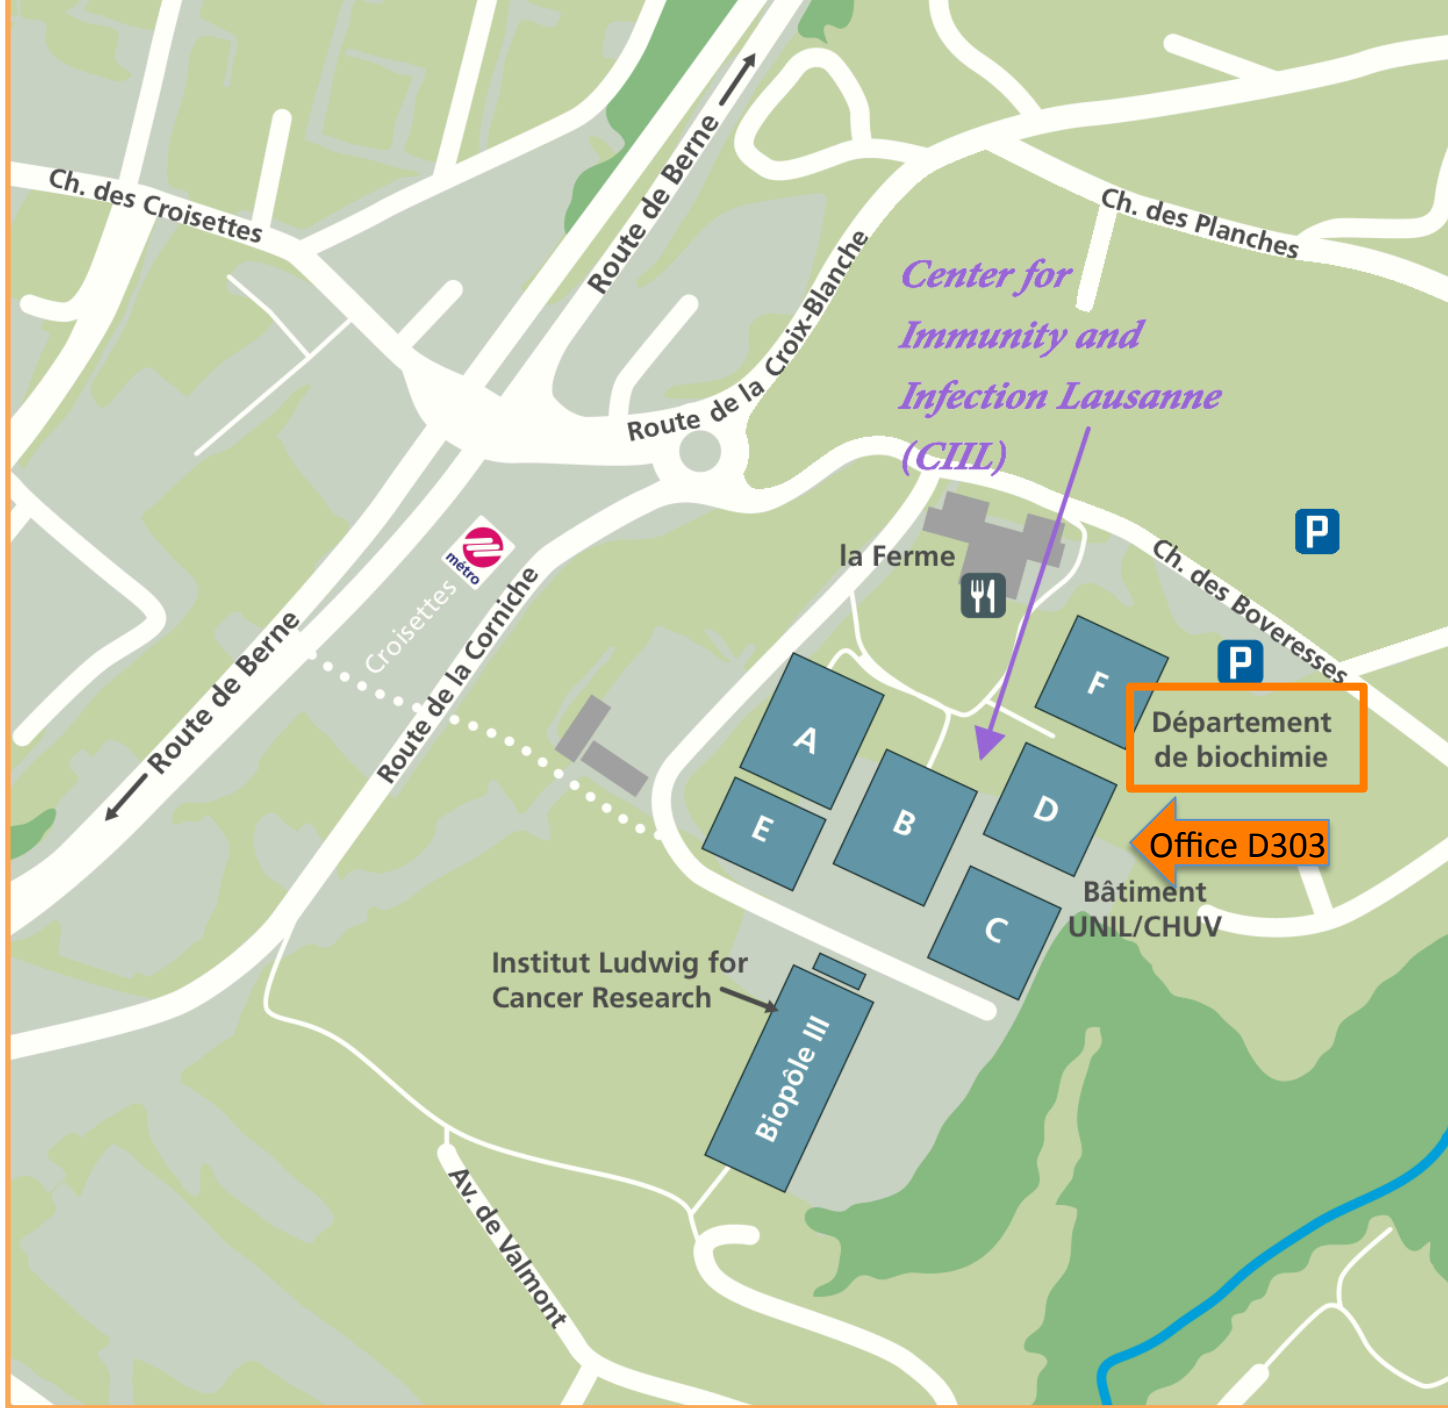 Route de Berne
Ch. des Croisettes
Ch. des Planches
Route de la Croix-Blanche
Center for
Immunity and
Infection Lausanne
(CIIL)
P
la Ferme
métro
Croisettes
Ch. des Boveresses
P
Route de Berne
Route de la Corniche
F
A
Département
de biochimie
B
D
E
Office D303
Bâtiment
UNIL/CHUV
C
Institut Ludwig for
Cancer Research
Biopôle III
Av. de Valmont